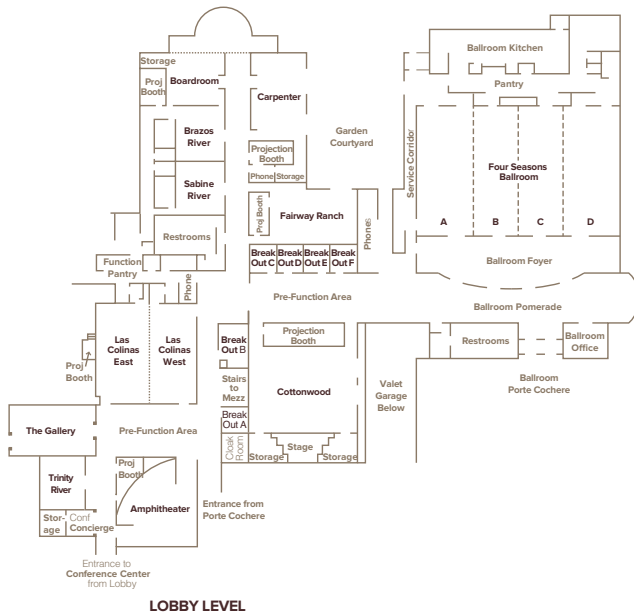 Storage
Proj
Booth
Boardroom
Carpenter
Ballroom Kitchen
Pantry
Brazos
River
Projection
Booth
Phone
Storage
Garden
Courtyard
Service Corridor
Four Seasons
Ballroom
Sabine
River
Proj Booth
Fairway Ranch
Phones
A
B
C
D
Restrooms
Function
Pantry
Phone
Break
Out C
Break
Out D
Break
Out E
Break
Out F
Ballroom Foyer
Pre-Function Area
Ballroom Pomerade
Las
Colinas
East
Las
Colinas
West
Proj
Booth
Break
Out B
Projection
Booth
Restrooms
Ballroom
Office
Stairs
to
Mezz
Cottonwood
Valet
Garage
Below
Ballroom
Porte Cochere
The Gallery
Pre-Function Area
Break
Out A
Cloak
Room
Stage
Storage
Storage
Trinity
River
Proj
Booth
Amphitheater
Entrance from
Porte Cochere
Stor-
age
Conf
Concierge
Entrance to
Conference Center
from Lobby
LOBBY LEVEL